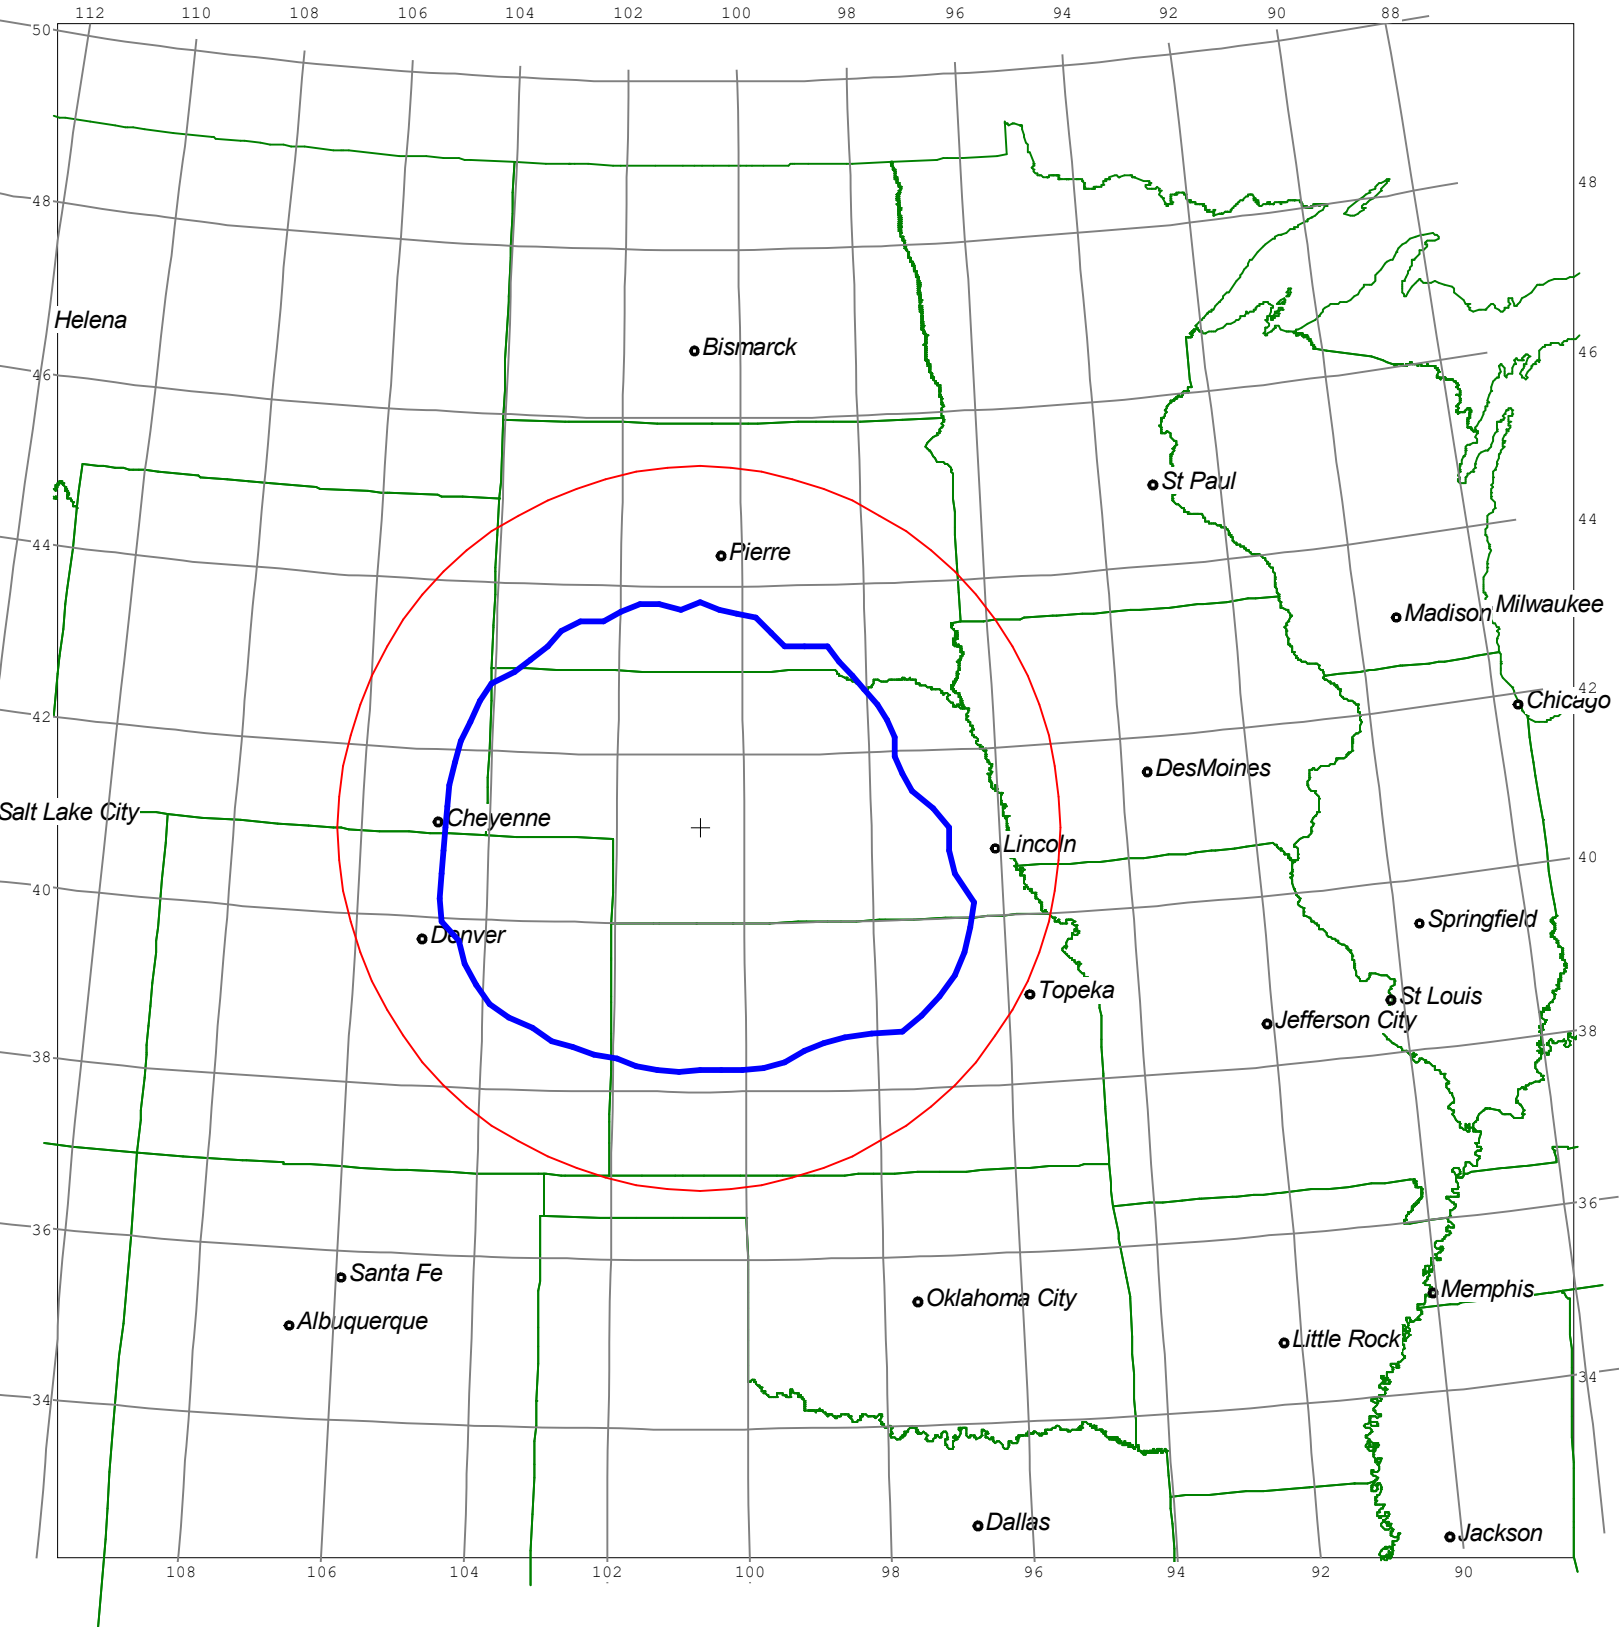 112 110 108 106 104 102 100 98 96 94 92 90 88
50
48 48
Helena
Bismarck
46 46
St Paul
44 44
Pierre
Madison Milwaukee
42 42
Chicago
DesMoines
Salt Lake City
Cheyenne
Lincoln
40 40
Springfield
Denver
Topeka
St Louis
Jefferson City
38 38
36 36
Santa Fe
Memphis
Oklahoma City
Albuquerque
Little Rock
34 34
Dallas
Jackson
108 106 104 102 100 98 96 94 92 90